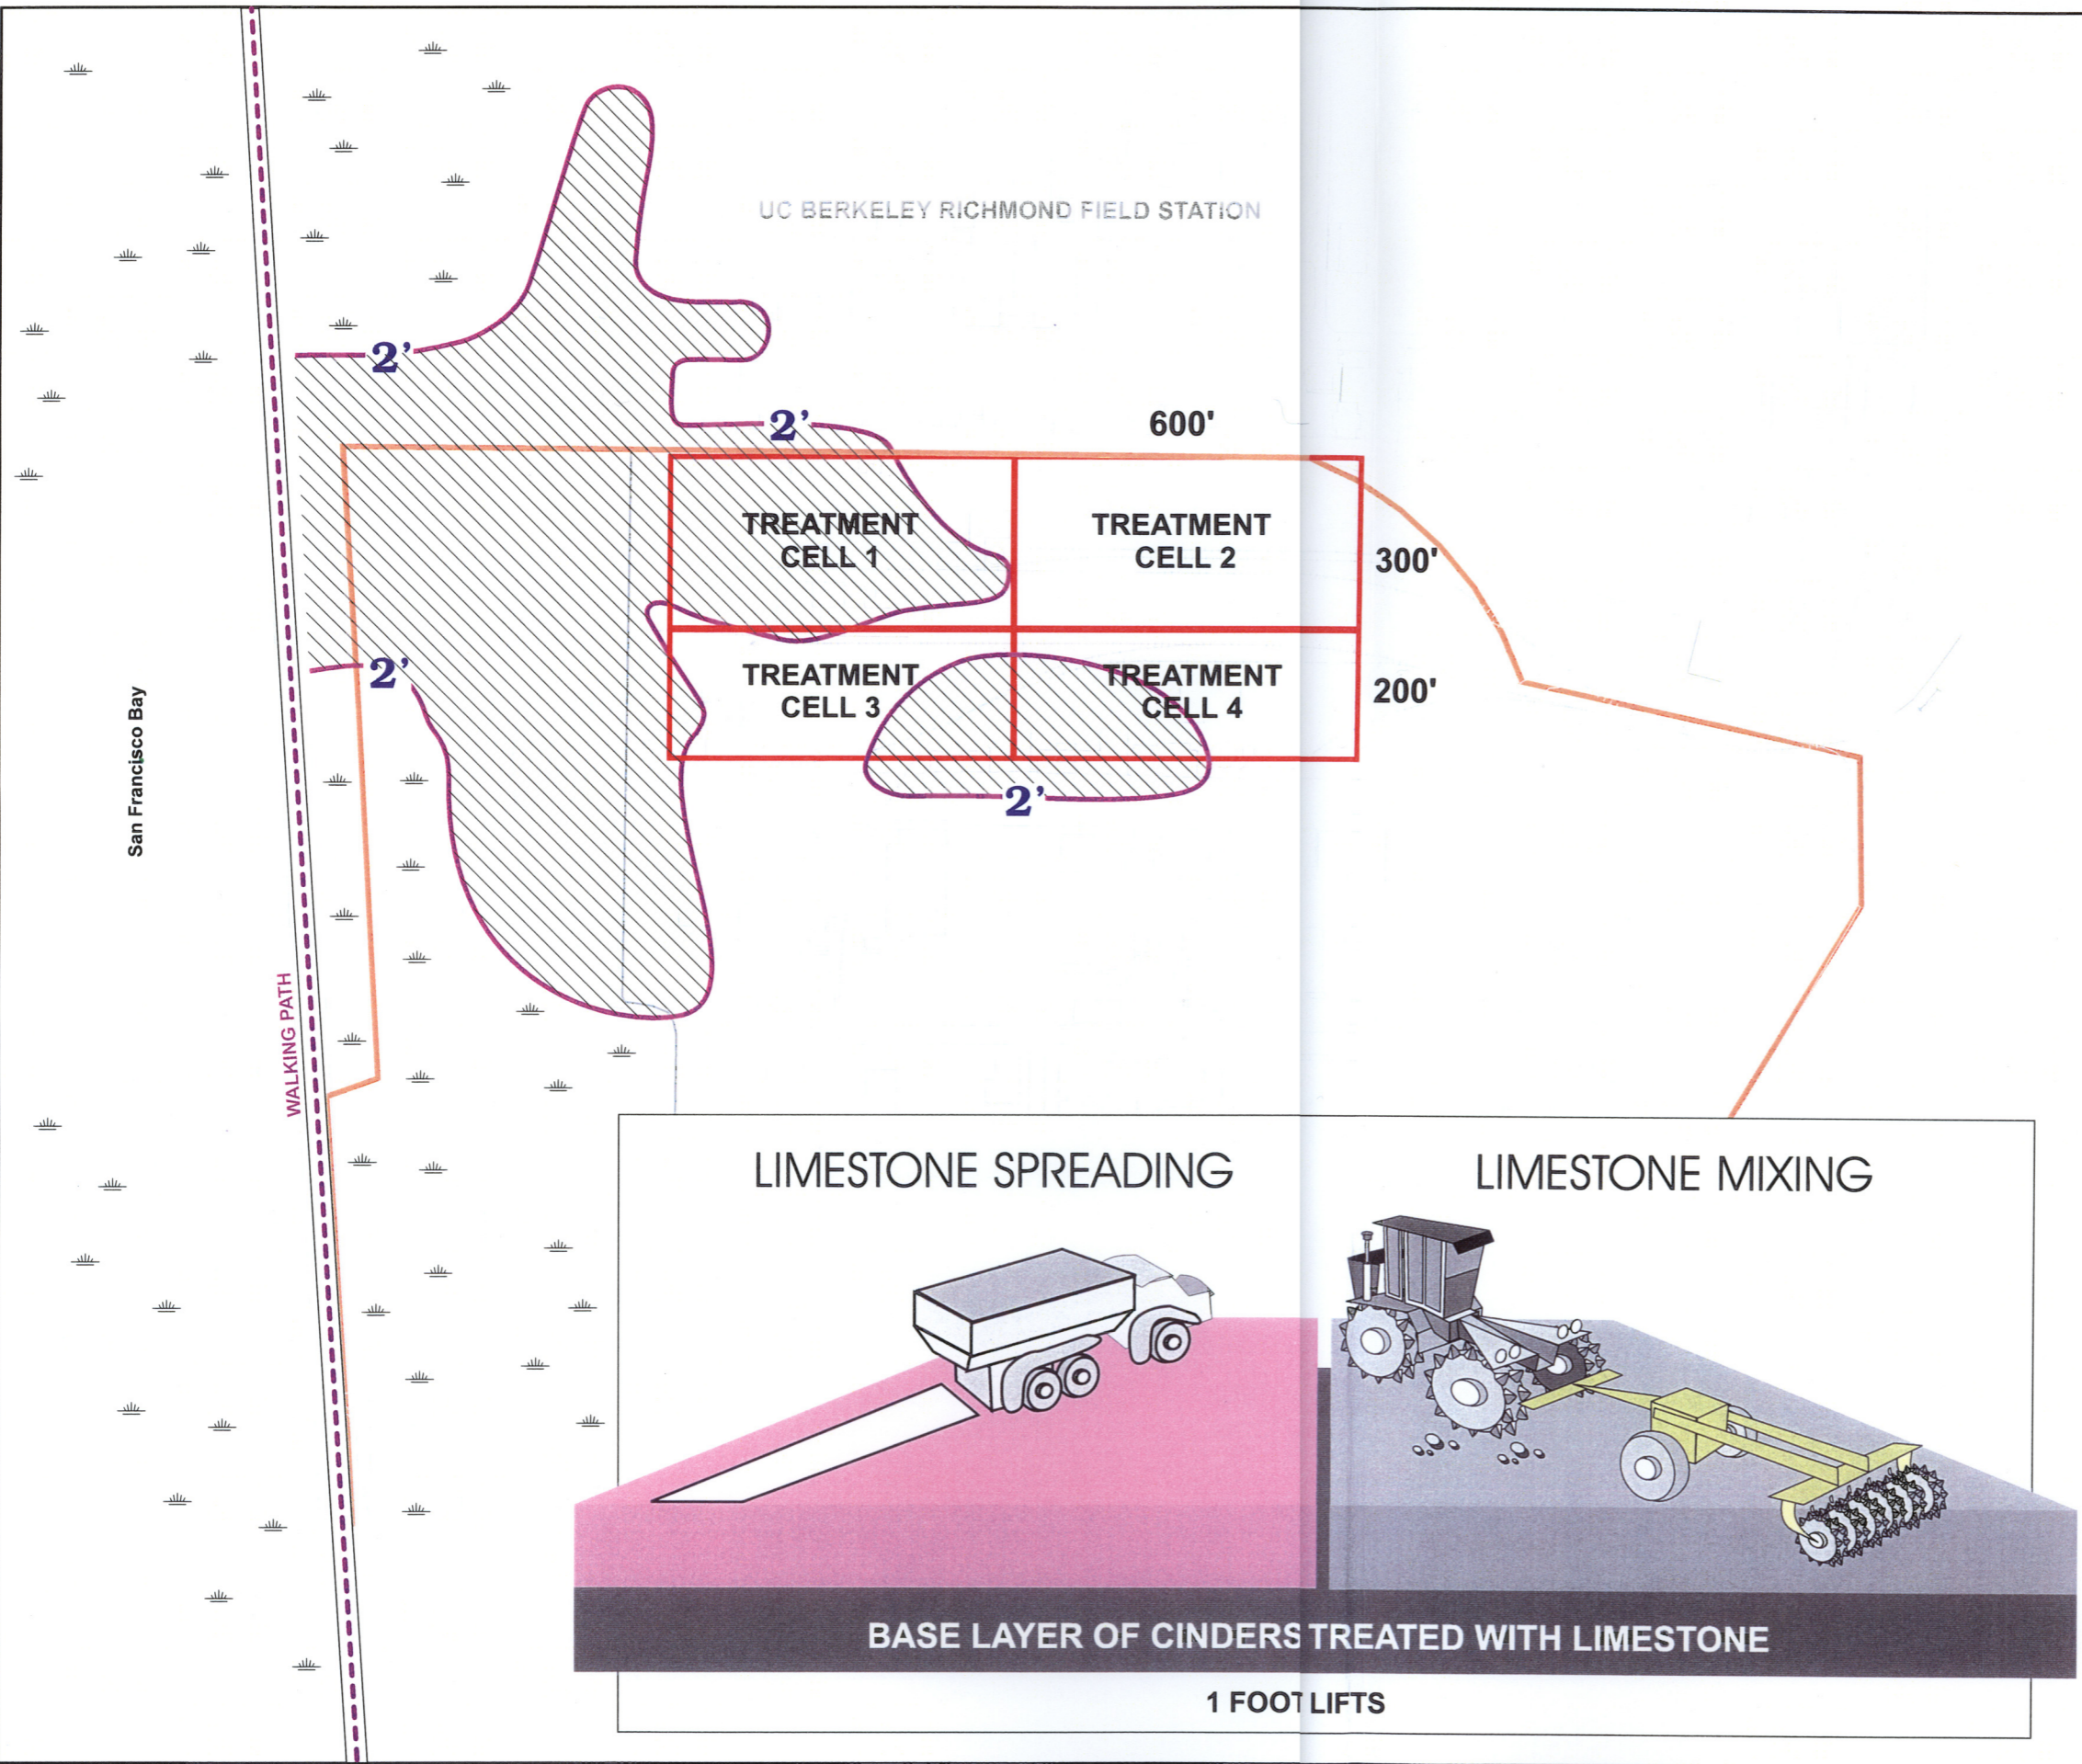 UC BERKELEY RICHMOND FIELD STATION
2’
2’
600'
TREATMENT
CELL 1
TREATMENT
CELL 2
300'
2’
TREATMENT
CELL 3
TREATMENT
CELL 4
200'
San Francisco Bay
2’
WALKING PATH
LIMESTONE SPREADING
LIMESTONE MIXING
BASE LAYER OF CINDERS TREATED WITH LIMESTONE
1 FOOT LIFTS